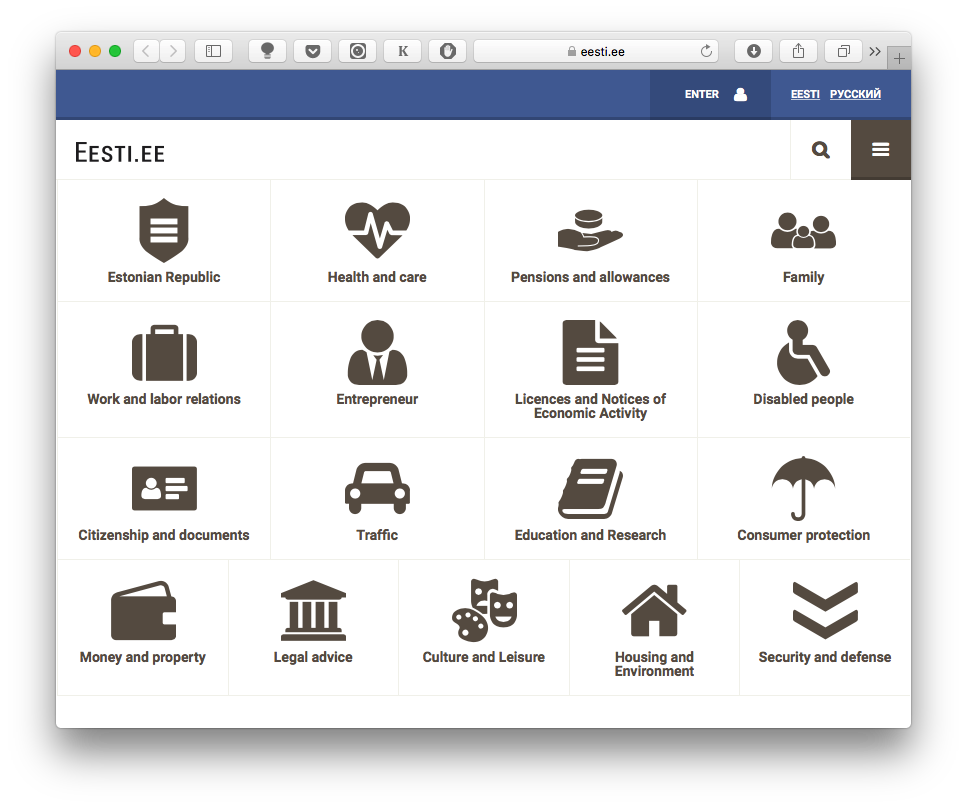 K
eesti.ee
ENTER
EESTI РУССКИЙ
EESTI.EE
Estonian Republic
Health and care
Pensions and allowances
Family
Work and labor relations
Entrepreneur
Licences and Notices of
Economic Activity
Disabled people
Citizenship and documents
Traffic
Education and Research
Consumer protection
Money and property
Legal advice
Culture and Leisure
Housing and
Environment
Security and defense